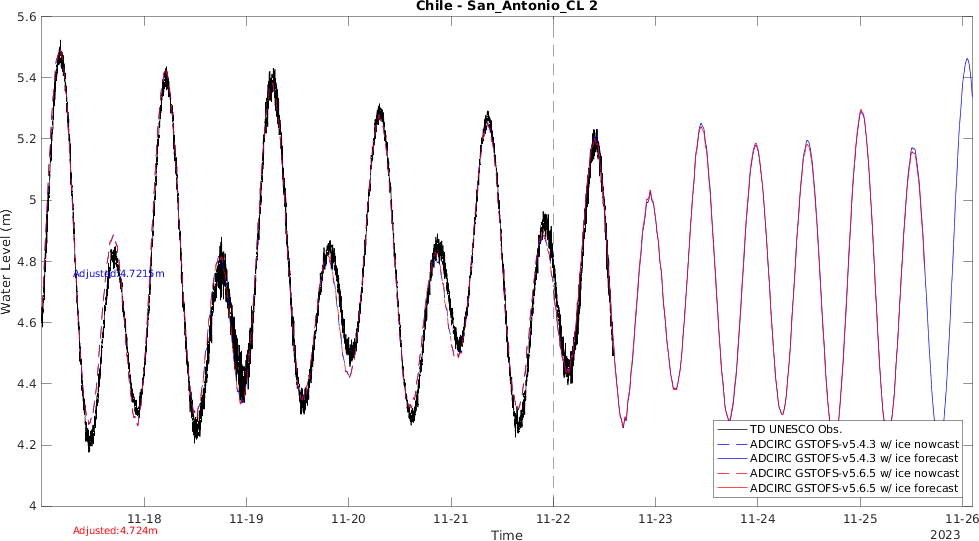 Chile - San_Antonio_CL 2
5.6
5.4
5.2
5
4.8
4.6
4.4
4.2
4
Water Level (m)
Adjusted:4.7215m
TD UNESCO Obs.
ADCIRC GSTOFS-v5.4.3 w/ ice nowcast
ADCIRC GSTOFS-v5.4.3 w/ ice forecast
ADCIRC GSTOFS-v5.6.5 w/ ice nowcast
ADCIRC GSTOFS-v5.6.5 w/ ice forecast
11-18 11-19 11-20 11-21 11-22 11-23 11-24 11-25 11-26
Adjusted:4.724m
Time
2023